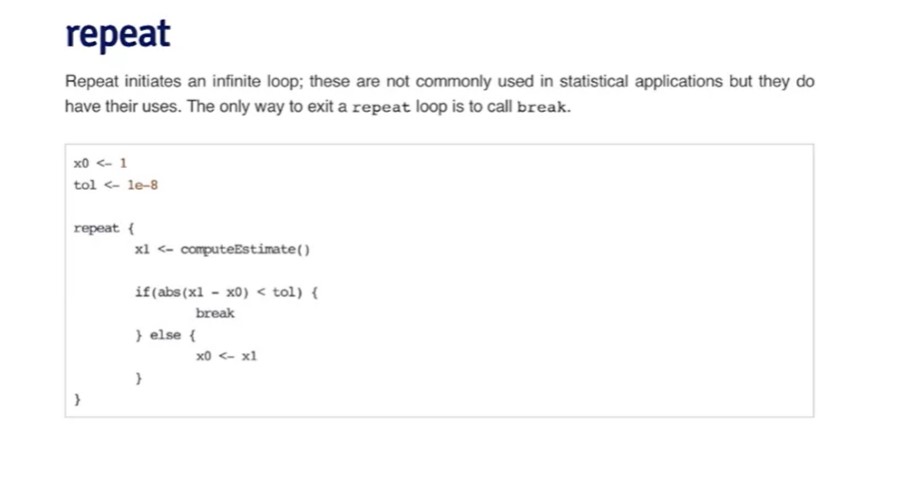 repeat
Repeat initiates an infinite loop; these are not commonly used in statistical applications but they do
have their uses. The only way to exit a repeat loop is to call break.
x0 <- 1
tol <- 1e-8
repeat {
x1 <- computeEstimate()
if(abs(x1 - x0) < tol) {
break
} else {
x0 <- x1
}
}